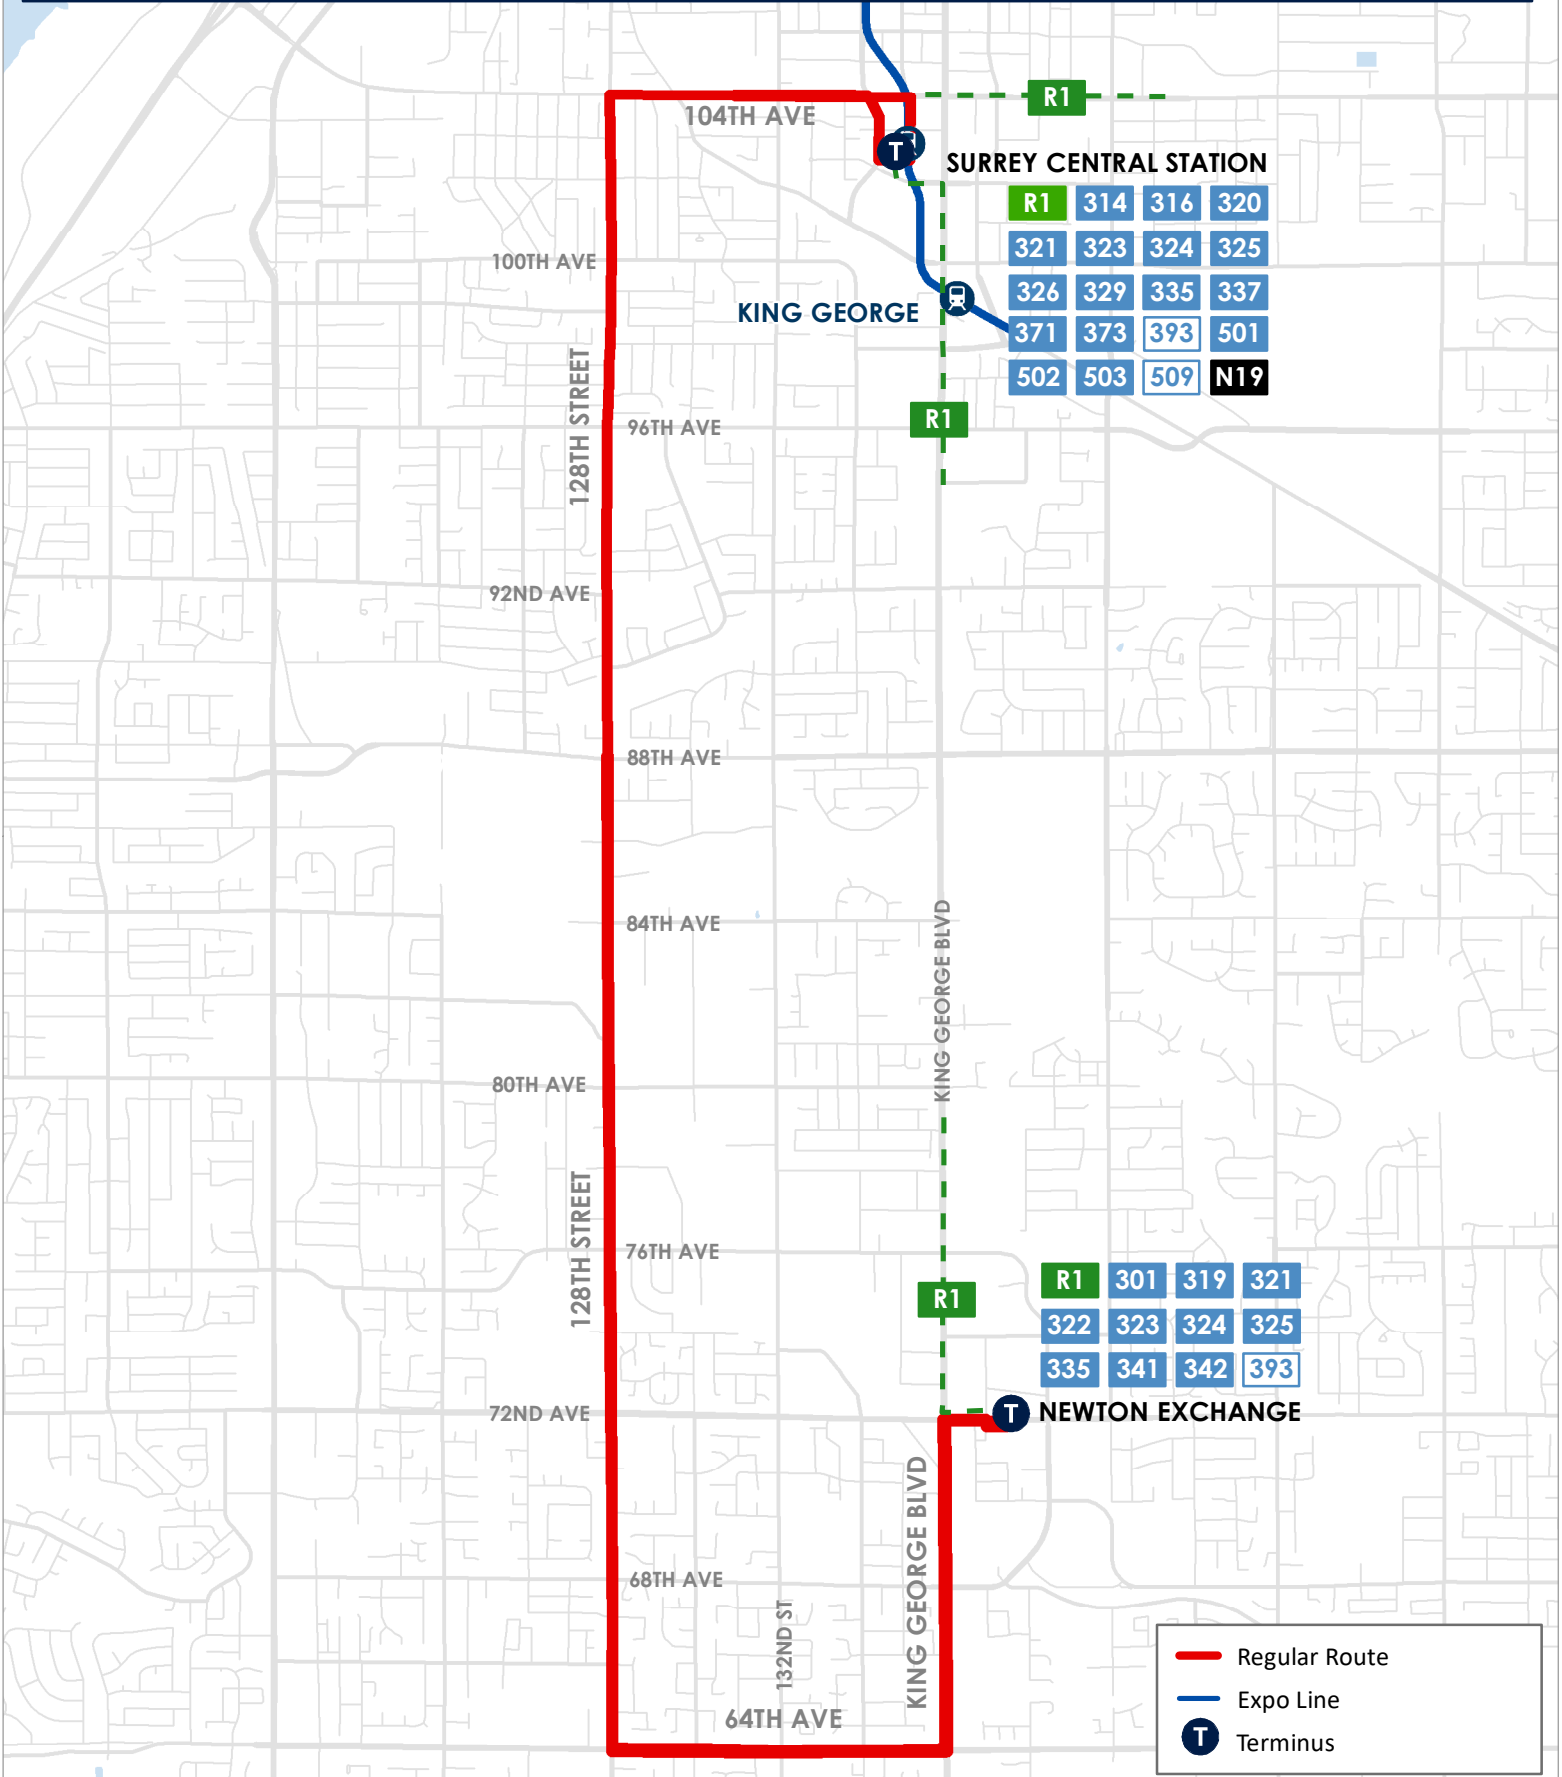 R1
104TH AVE
T
SURREY CENTRAL STATION
R1 314 316 320
321 323 324 325
326 329 335 337
371 373 393 501
502 503 509 N19
100TH AVE
KING GEORGE
128TH STREET
96TH AVE
R1
92ND AVE
88TH AVE
84TH AVE
KING GEORGE BLVD
80TH AVE
128TH STREET
76TH AVE
R1
R1 301 319 321
322 323 324 325
335 341 342 393
72ND AVE
T NEWTON EXCHANGE
KING GEORGE BLVD
68TH AVE
132ND ST
64TH AVE
Regular Route
Expo Line
T Terminus